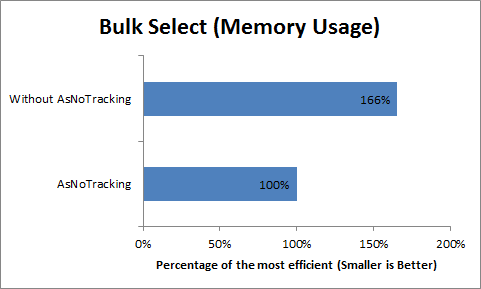 Bulk Select (Memory Usage)
Without AsNoTracking
166%
AsNoTracking
100%
0%
50%
100%
150%
200%
Percentage of the most efficient (Smaller is Better)